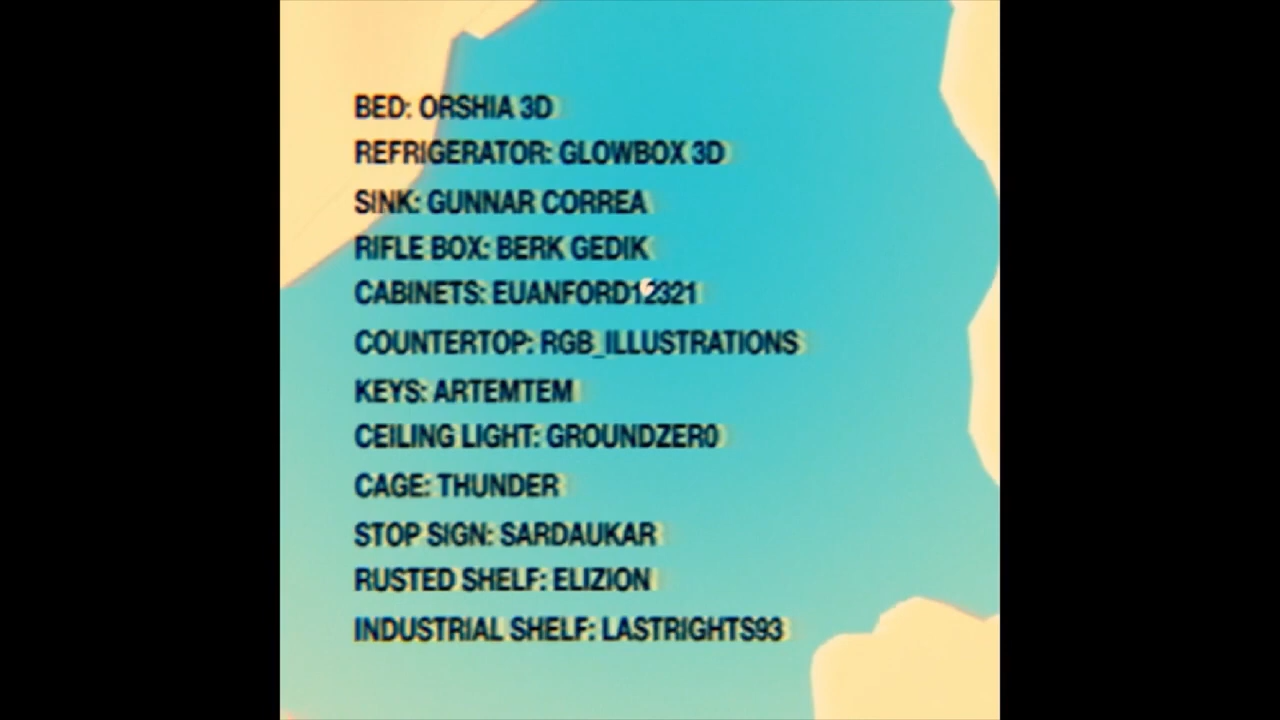 BED: ORSHIA 3D
REFRIGERATOR: GLOWBOX 3D
SINK: GUNNAR CORREA
RIFLE BOX: BERK GEDIK
CABINETS: EUANFORD12321
COUNTERTOP: RGB_ILLUSTRATIONS
KEYS: ARTEMTEM
CEILING LIGHT: GROUNDZER0
CAGE: THUNDER
STOP SIGN: SARDAUKAR
RUSTED SHELF: ELIZION
INDUSTRIAL SHELF: LASTRIGHTS93